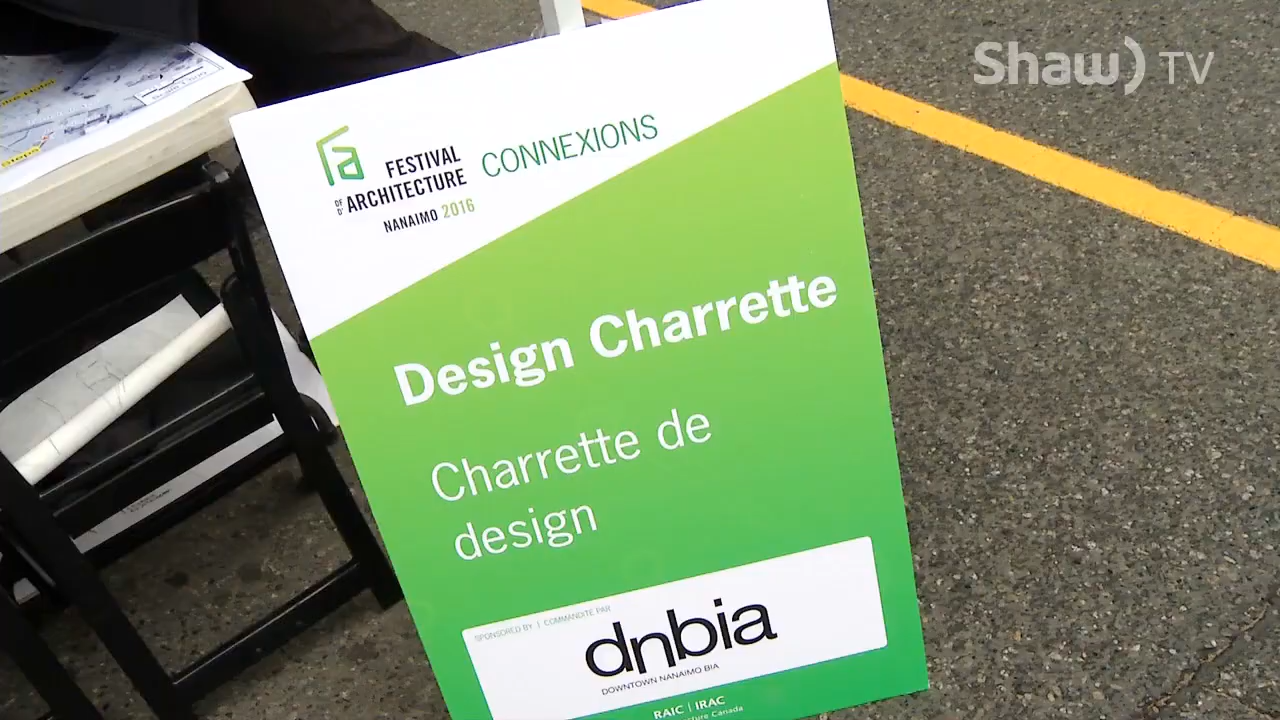 Shaw) TV
FESTIVAL
OF
D'
ARCHITECTURE
NANAIMO 2016
CONNEXIONS
Design Charrette
Charrette de
design
SPONSORED BY | COMMANDITÉ PAR
dnbia
DOWNTOWN NANAIMO BIA
RAIC | IRAC
Canada